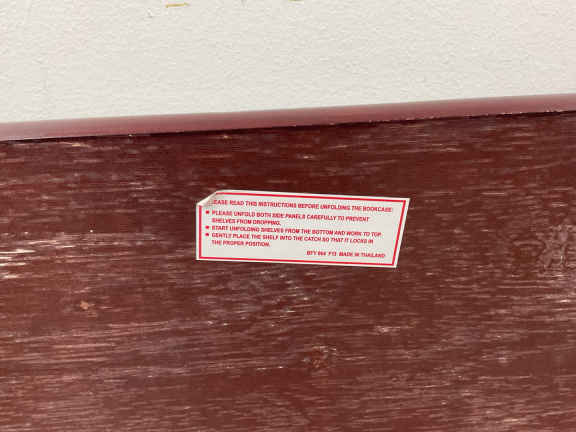 EASE READ THIS INSTRUCTIONS BEFORE UNFOLDING THE BOOKCASE:
• PLEASE UNFOLD BOTH SIDE PANELS CAREFULLY TO PREVENT
SHELVES FROM DROPPING.
• START UNFOLDING SHELVES FROM THE BOTTOM AND WORK TO TOP.
• GENTLY PLACE THE SHELF INTO THE CATCH SO THAT IT LOCKS IN
THE PROPER POSITION.
MADE IN THAILAND